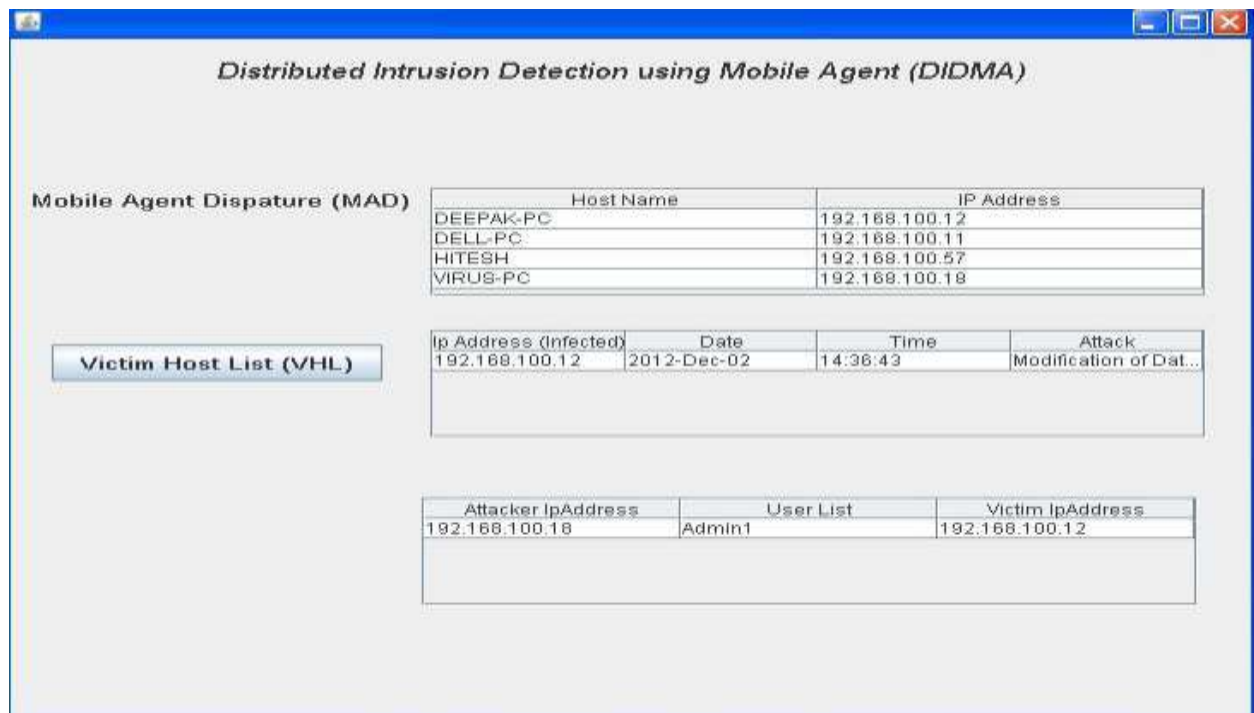 Distributed Intrusion Detection using Mobile Agent (DIDMA)
Mobile Agent Dispature (MAD)
Host Name IP Address
DEEPAK-PC 192.168.100.12
DELL-PC 192.168.100.11
HITESH 192.168.100.57
VIRUS-PC 192.168.100.18
Victim Host List (VHL)
Ip Address (Infected) Date Time Attack
192.168.100.12 2012-Dec-02 14:36:43 Modification of Dat...
Attacker IpAddress User List Victim IpAddress
192.168.100.18 Admin1 192.168.100.12